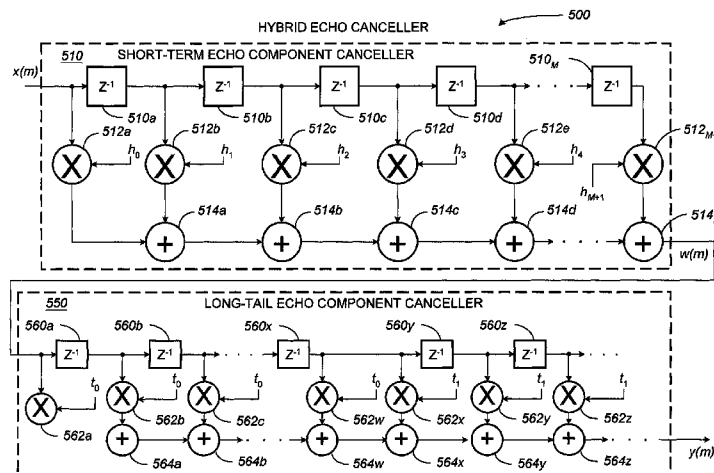 HYBRID ECHO CANCELLER 500
510 SHORT-TERM ECHO COMPONENT CANCELLER
x(m) Z-1 Z-1 Z-1 Z-1 . . . Z-1 510M
510a 510b 510c 510d
512a 512b 512c 512d 512e 512M
X h0 X h1 X h2 X h3 X h4 X
hM+1
514a 514b 514c 514d 514
+ + + + . . . . +
w(m)
550 LONG-TAIL ECHO COMPONENT CANCELLER
560a 560b 560x 560y 560z
Z-1 Z-1 . . . Z-1 Z-1 Z-1 . . .
t0 t0 t0 t0 t1 t1 t1
X X X X X X X
562a 562b 562c 562w 562x 562y 562z
+ + . . . + + + + . . . y(m)
564a 564b 564w 564x 564y 564z